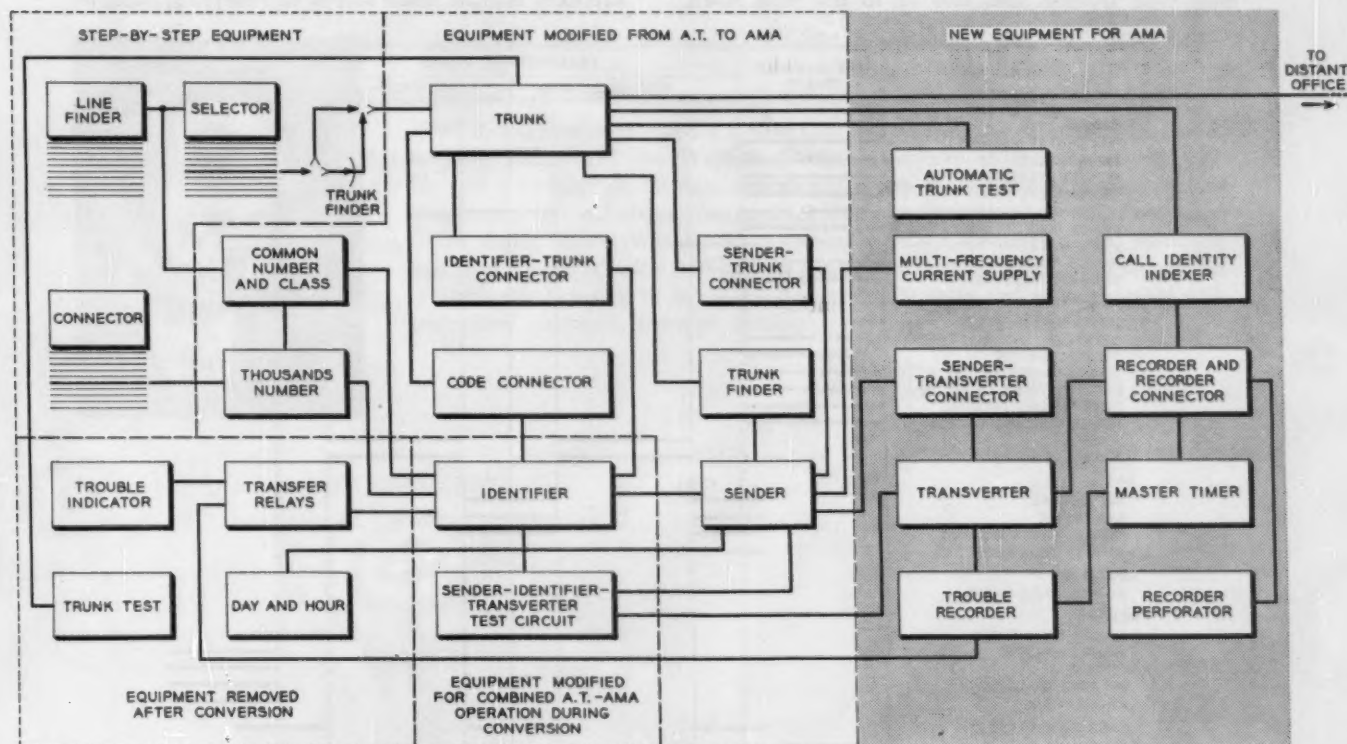 STEP-BY-STEP EQUIPMENT
EQUIPMENT MODIFIED FROM A.T. TO AMA
NEW EQUIPMENT FOR AMA
TO
DISTANT
OFFICE
LINE
FINDER
SELECTOR
TRUNK
FINDER
TRUNK
AUTOMATIC
TRUNK TEST
COMMON
NUMBER
AND CLASS
IDENTIFIER-TRUNK
CONNECTOR
SENDER-
TRUNK
CONNECTOR
MULTI-FREQUENCY
CURRENT SUPPLY
CALL IDENTITY
INDEXER
CONNECTOR
THOUSANDS
NUMBER
CODE CONNECTOR
TRUNK
FINDER
SENDER-
TRANSVERTER
CONNECTOR
RECORDER AND
RECORDER
CONNECTOR
TROUBLE
INDICATOR
TRANSFER
RELAYS
IDENTIFIER
SENDER
TRANSVERTER
MASTER TIMER
TRUNK TEST
DAY AND HOUR
SENDER-IDENTIFIER-
TRANSVERTER
TEST CIRCUIT
TROUBLE
RECORDER
RECORDER
PERFORATOR
EQUIPMENT REMOVED
AFTER CONVERSION
EQUIPMENT MODIFIED
FOR COMBINED A.T.-AMA
OPERATION DURING
CONVERSION